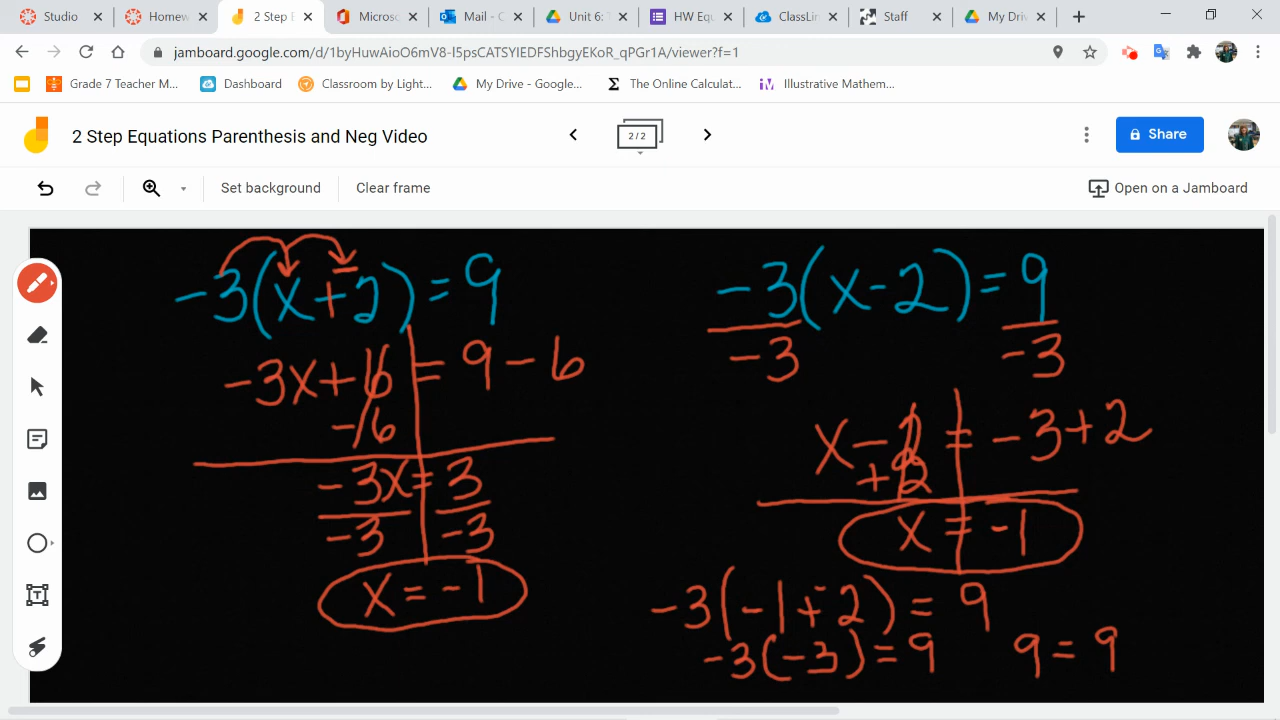 Studio
Homew
2 Step E
Micros
Mail - C
Unit 6:
HW Equ
ClassLin
Staff
My Driv
jamboard.google.com/d/1byHuwAioO6mV8-I5psCATSYlEDFShbgyEKoR_qPGr1A/viewer?f=1
Grade 7 Teacher M...
Dashboard
Classroom by Light...
My Drive - Google...
The Online Calculat...
Illustrative Mathem...
2 Step Equations Parenthesis and Neg Video
2 / 2
Share
Set background
Clear frame
Open on a Jamboard
-3(x+2)=9
-3x+6 = 9-6
-6
-3x = 3
-3 -3
x = -1
-3(x-2)=9
-3 -3
x-2 = -3+2
+2
x = -1
-3(-1+-2) = 9
-3(-3) = 9 9 = 9